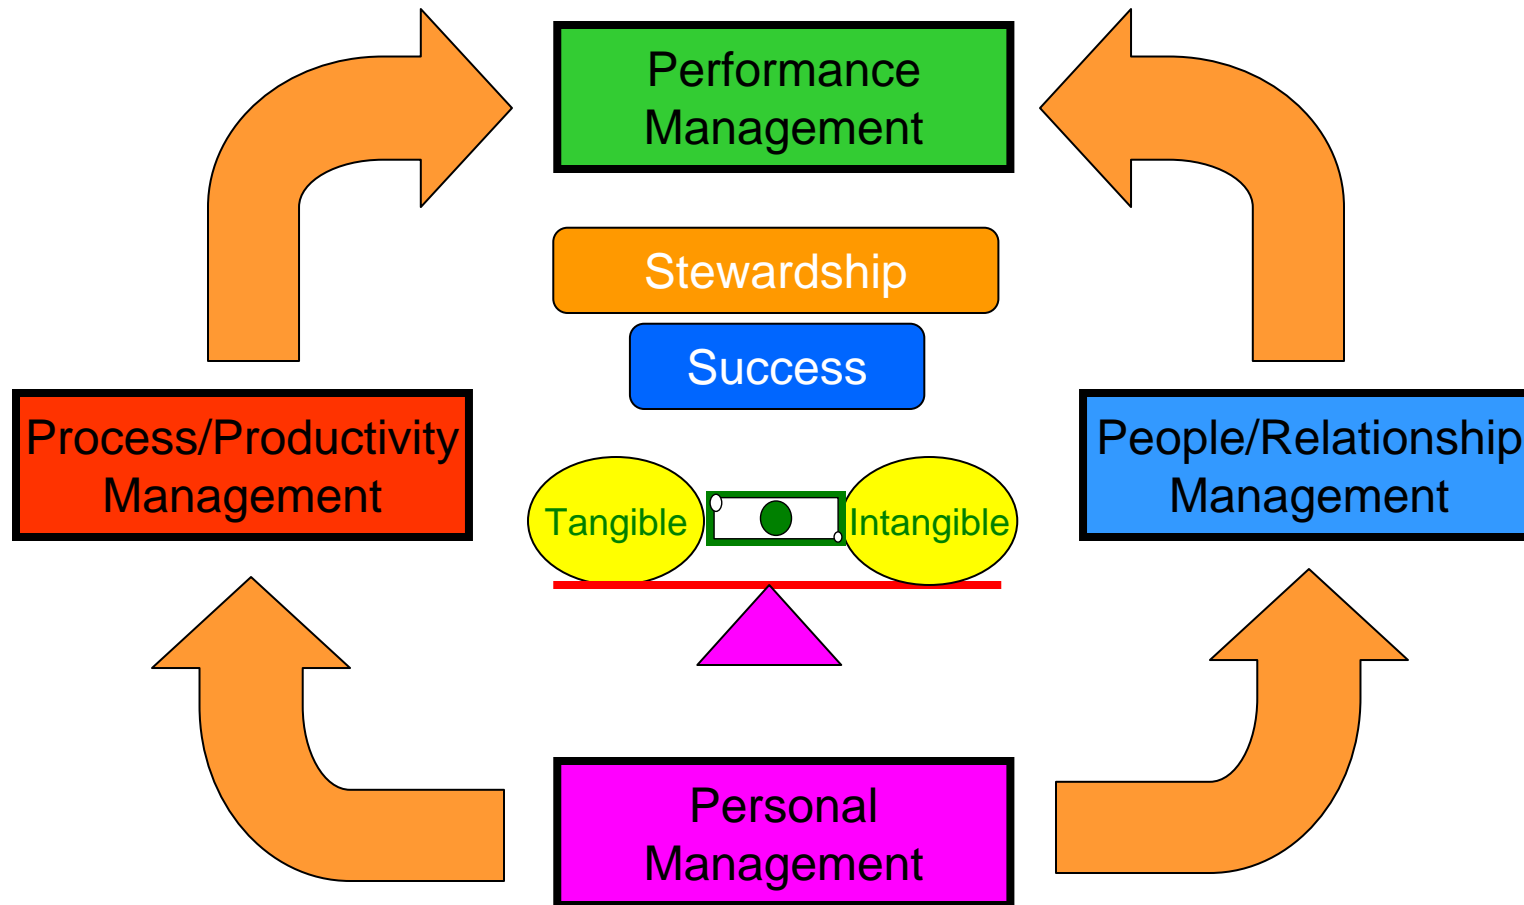 Performance
Management
Stewardship
Success
Process/Productivity
Management
People/Relationship
Management
Tangible
Intangible
Personal
Management